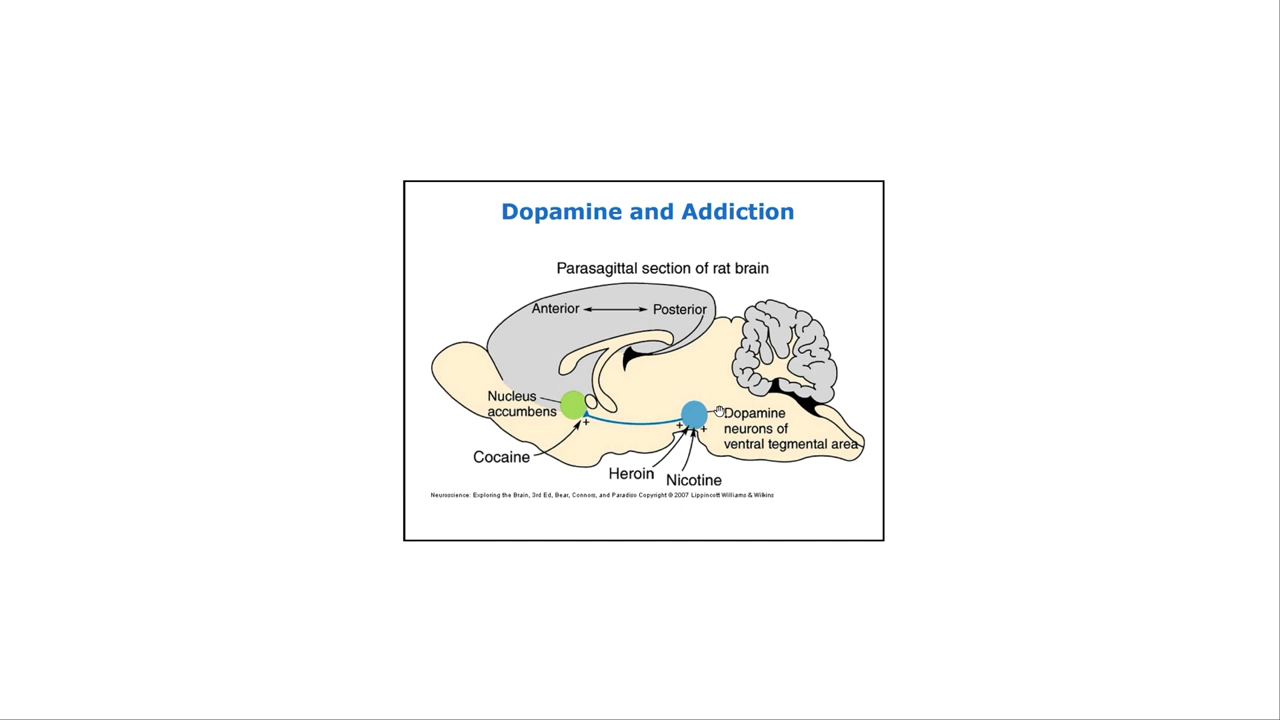 Dopamine and Addiction
Parasagittal section of rat brain
Anterior
Posterior
Nucleus
accumbens
Dopamine
neurons of
ventral tegmental area
+
+
+
Cocaine
Heroin
Nicotine
Neuroscience: Exploring the Brain, 3rd Ed, Bear, Connors, and Paradiso Copyright © 2007 Lippincott Williams & Wilkins